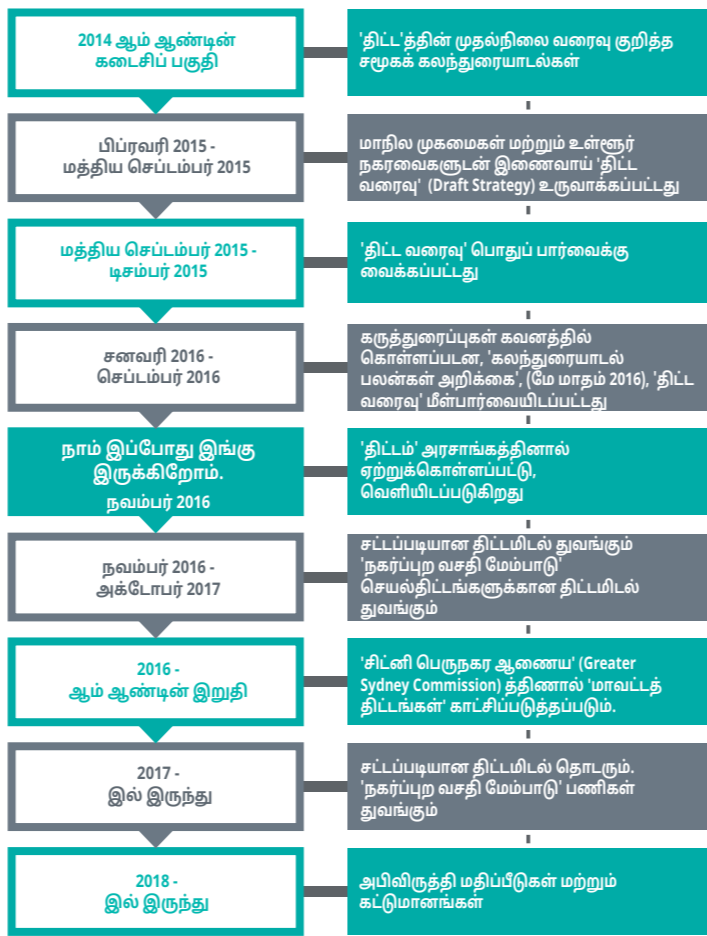 2014 ஆம் ஆண்டின்
கடைசிப் பகுதி
'திட்ட'த்தின் முதல்நிலை வரைவு குறித்த
சமூகக் கலந்துரையாடல்கள்
பிப்ரவரி 2015 -
மத்திய செப்டம்பர் 2015
மாநில முகமைகள் மற்றும் உள்ளூர்
நகரவைகளுடன் இணைவாய் 'திட்ட
வரைவு' (Draft Strategy) உருவாக்கப்பட்டது
மத்திய செப்டம்பர் 2015 -
டிசம்பர் 2015
'திட்ட வரைவு' பொதுப் பார்வைக்கு
வைக்கப்பட்டது
சனவரி 2016 -
செப்டம்பர் 2016
கருத்துரைப்புகள் கவனத்தில்
கொள்ளப்படன, 'கலந்துரையாடல்
பலன்கள் அறிக்கை', (மே மாதம் 2016), 'திட்ட
வரைவு' மீள்பார்வையிடப்பட்டது
நாம் இப்போது இங்கு
இருக்கிறோம்.
நவம்பர் 2016
'திட்டம்' அரசாங்கத்தினால்
ஏற்றுக்கொள்ளப்பட்டு,
வெளியிடப்படுகிறது
நவம்பர் 2016 -
அக்டோபர் 2017
சட்டப்படியான திட்டமிடல் துவங்கும்
'நகர்ப்புற வசதி மேம்பாடு'
செயல்திட்டங்களுக்கான திட்டமிடல்
துவங்கும்
2016 -
ஆம் ஆண்டின் இறுதி
'சிட்னி பெருநகர ஆணைய' (Greater
Sydney Commission) த்திணால் 'மாவட்டத்
திட்டங்கள்' காட்சிப்படுத்தப்படும்.
2017 -
இல் இருந்து
சட்டப்படியான திட்டமிடல் தொடரும்.
'நகர்ப்புற வசதி மேம்பாடு' பணிகள்
துவங்கும்
2018 -
இல் இருந்து
அபிவிருத்தி மதிப்பீடுகள் மற்றும்
கட்டுமானங்கள்